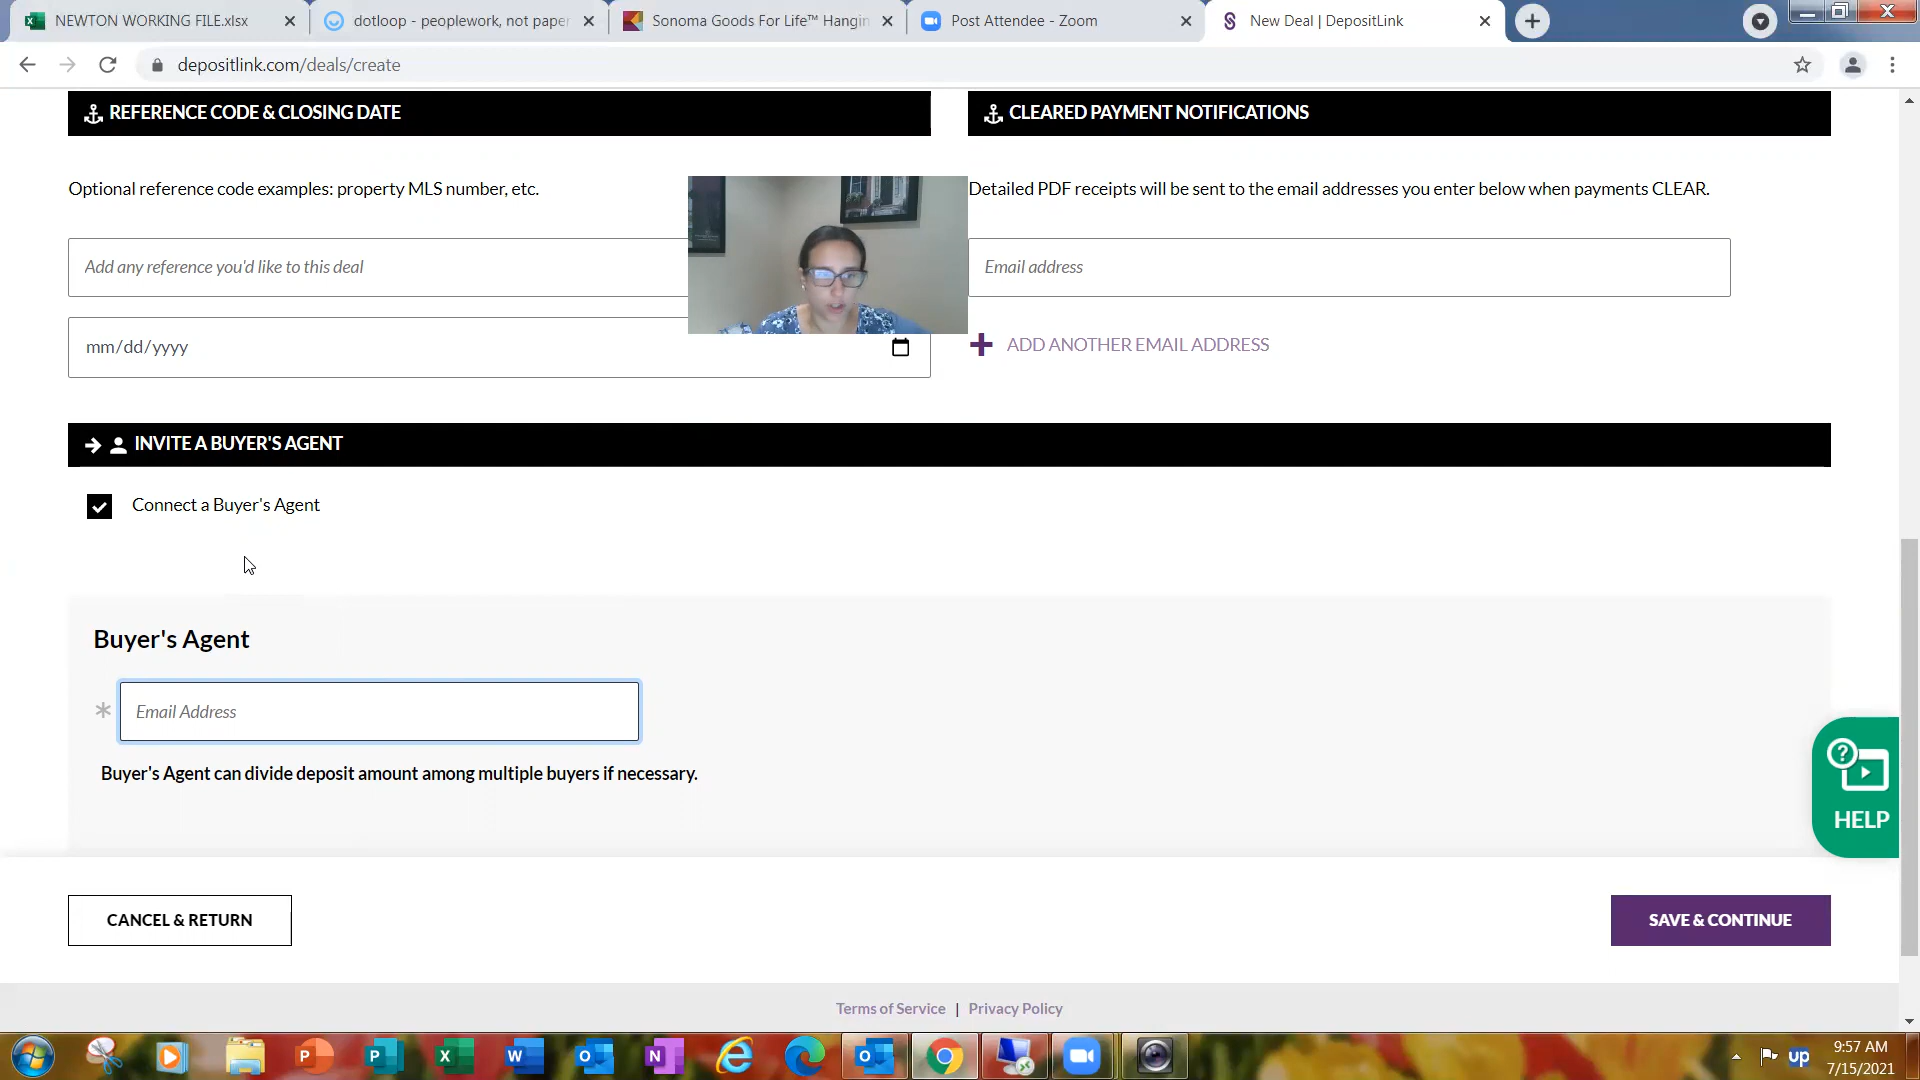 NEWTON WORKING FILE.xlsx
dotloop - peoplework, not paper
Sonoma Goods For Life™ Hangin
Post Attendee - Zoom
New Deal | DepositLink
depositlink.com/deals/create
REFERENCE CODE & CLOSING DATE
CLEARED PAYMENT NOTIFICATIONS
Optional reference code examples: property MLS number, etc.
Detailed PDF receipts will be sent to the email addresses you enter below when payments CLEAR.
Add any reference you'd like to this deal
Email address
mm/dd/yyyy
ADD ANOTHER EMAIL ADDRESS
INVITE A BUYER'S AGENT
Connect a Buyer's Agent
Buyer's Agent
Email Address
Buyer's Agent can divide deposit amount among multiple buyers if necessary.
HELP
CANCEL & RETURN
SAVE & CONTINUE
Terms of Service | Privacy Policy
up
9:57 AM
7/15/2021